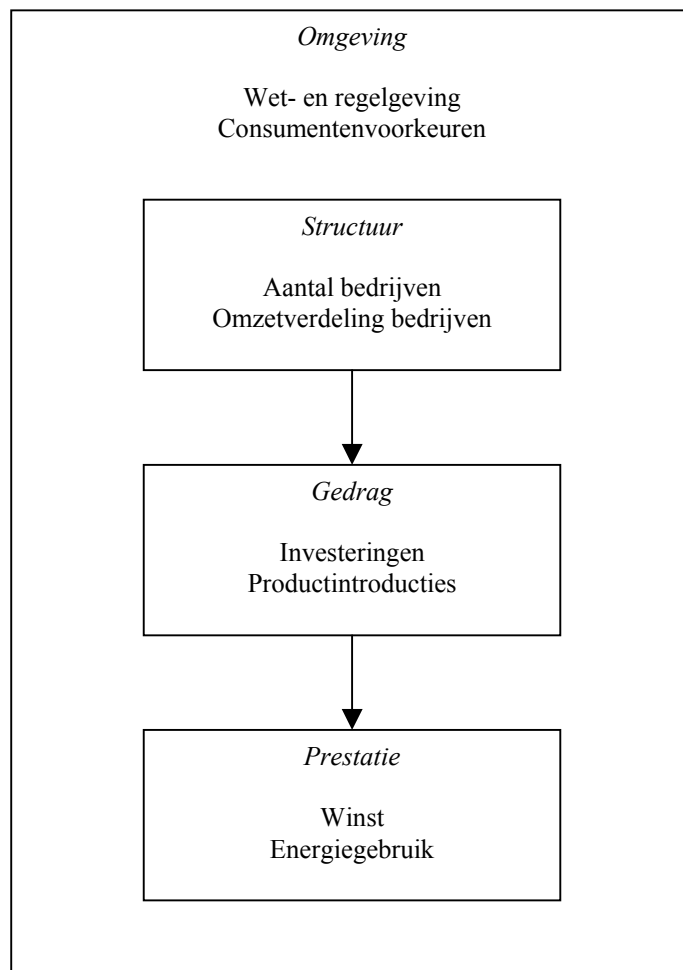 Omgeving
Wet- en regelgeving
Consumentenvoorkeuren
Structuur
Aantal bedrijven
Omzetverdeling bedrijven
Gedrag
Investeringen
Productintroducties
Prestatie
Winst
Energiegebruik